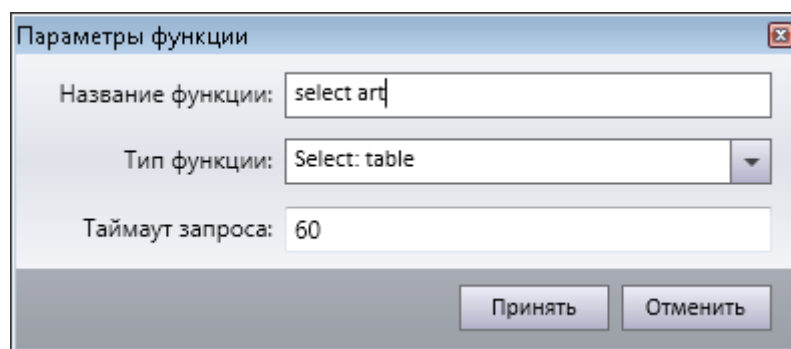 Параметры функции
Название функции: select art
Тип функции: Select: table
Таймаут запроса: 60
Принять Отменить